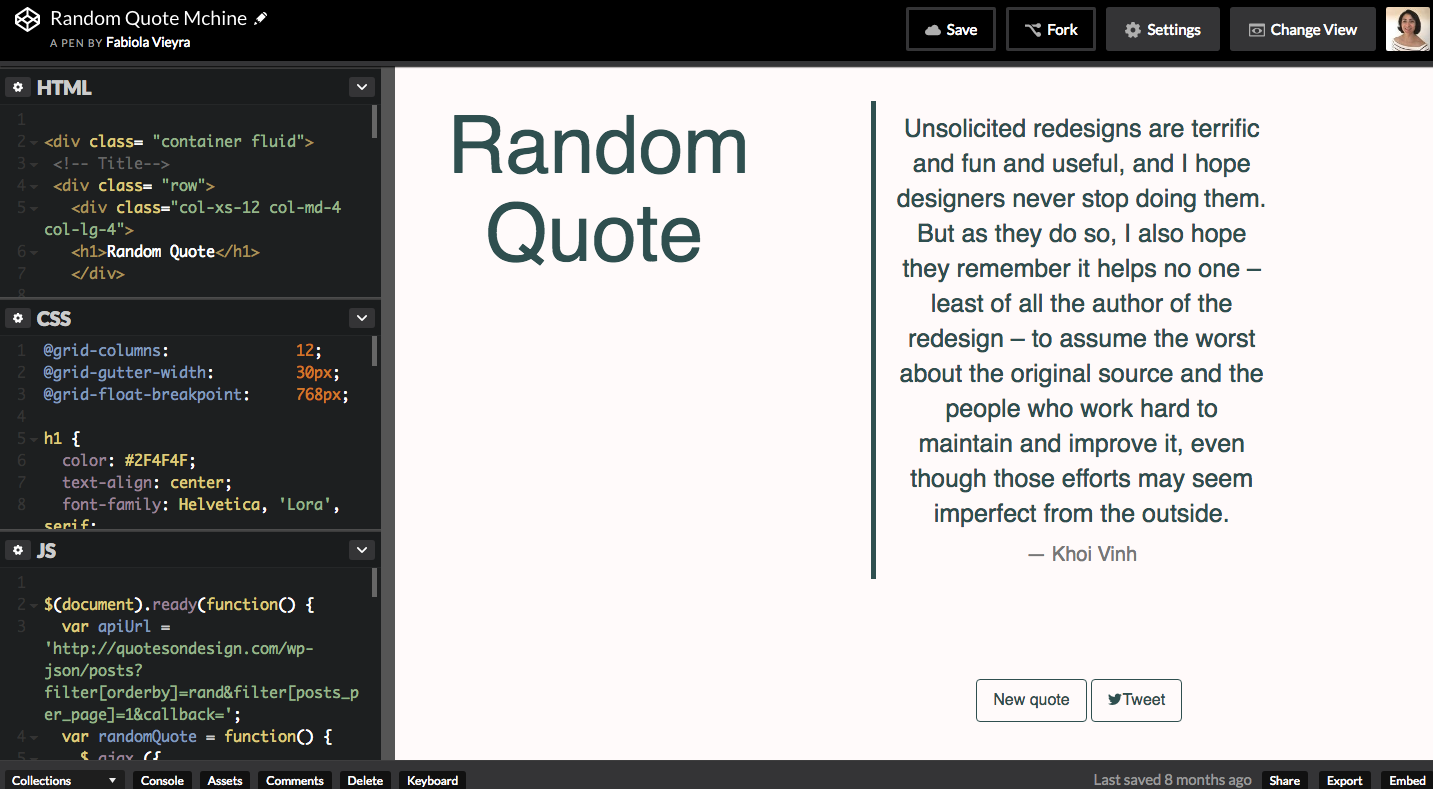 Random Quote Mchine
A PEN BY Fabiola Vieyra
Save
Fork
Settings
Change View
HTML
1
2 <div class= "container fluid">
3 <!-- Title-->
4 <div class= "row">
5 <div class="col-xs-12 col-md-4
col-lg-4">
6 <h1>Random Quote</h1>
7 </div>
8
CSS
1 @grid-columns: 12;
2 @grid-gutter-width: 30px;
3 @grid-float-breakpoint: 768px;
4
5 h1 {
6 color: #2F4F4F;
7 text-align: center;
8 font-family: Helvetica, 'Lora',
serif;
JS
1
2 $(document).ready(function() {
3 var apiUrl =
'http://quotesondesign.com/wp-
json/posts?
filter[orderby]=rand&filter[posts_p
er_page]=1&callback=';
4 var randomQuote = function() {
5 $.ajax ({
Random
Quote
Unsolicited redesigns are terrific
and fun and useful, and I hope
designers never stop doing them.
But as they do so, I also hope
they remember it helps no one –
least of all the author of the
redesign – to assume the worst
about the original source and the
people who work hard to
maintain and improve it, even
though those efforts may seem
imperfect from the outside.
— Khoi Vinh
New quote
Tweet
Collections
Console
Assets
Comments
Delete
Keyboard
Last saved 8 months ago
Share
Export
Embed